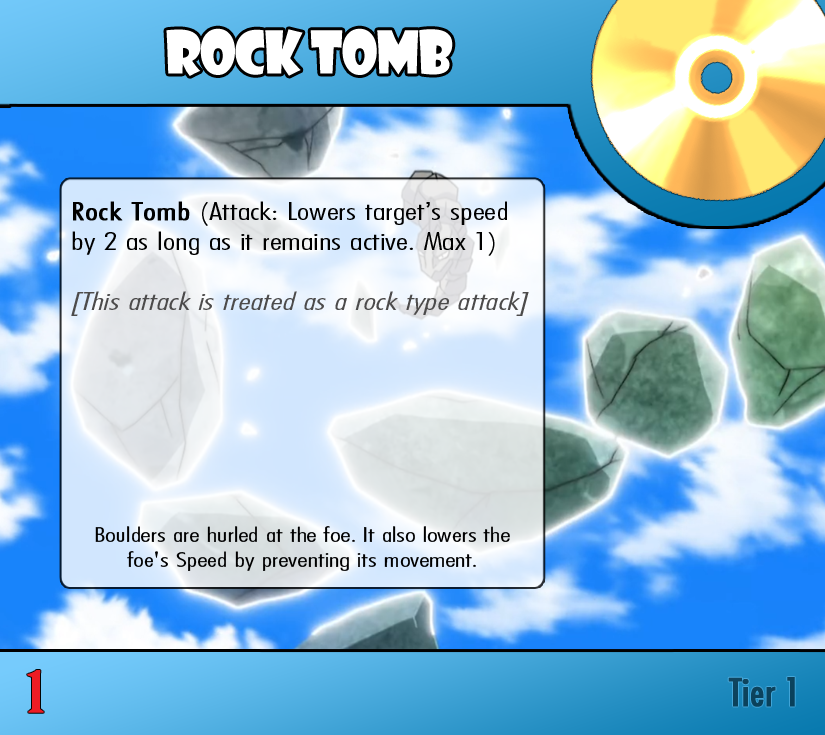 ROCK TOMB
Rock Tomb (Attack: Lowers target's speed
by 2 as long as it remains active. Max 1)
[This attack is treated as a rock type attack]
Boulders are hurled at the foe. It also lowers the
foe's Speed by preventing its movement.
1
Tier 1